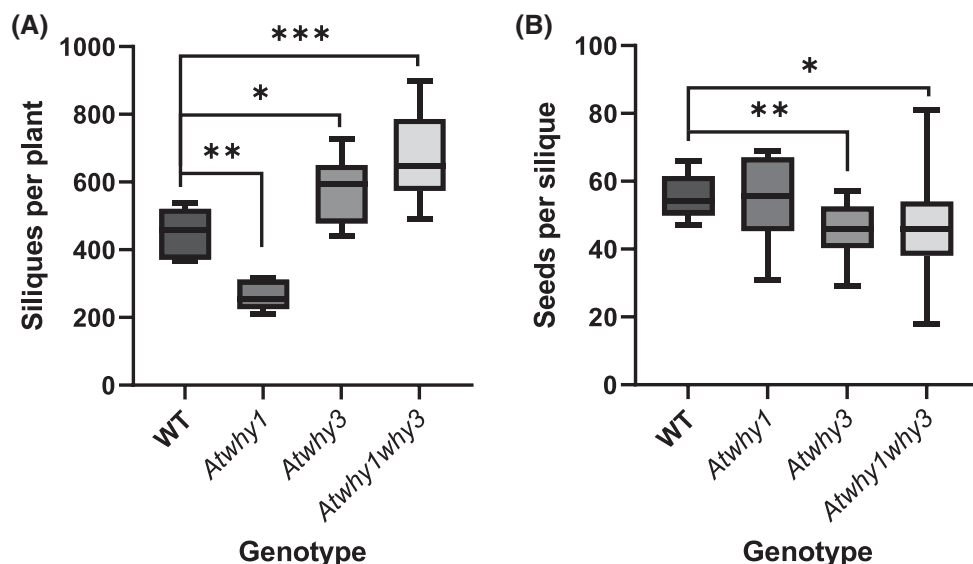 (A)
Siliques per plant
1000
800
600
400
200
0
***
*
**
WT
Atwhy1
Atwhy3
Atwhy1why3
Genotype
(B)
Seeds per silique
100
80
60
40
20
0
*
**
WT
Atwhy1
Atwhy3
Atwhy1why3
Genotype